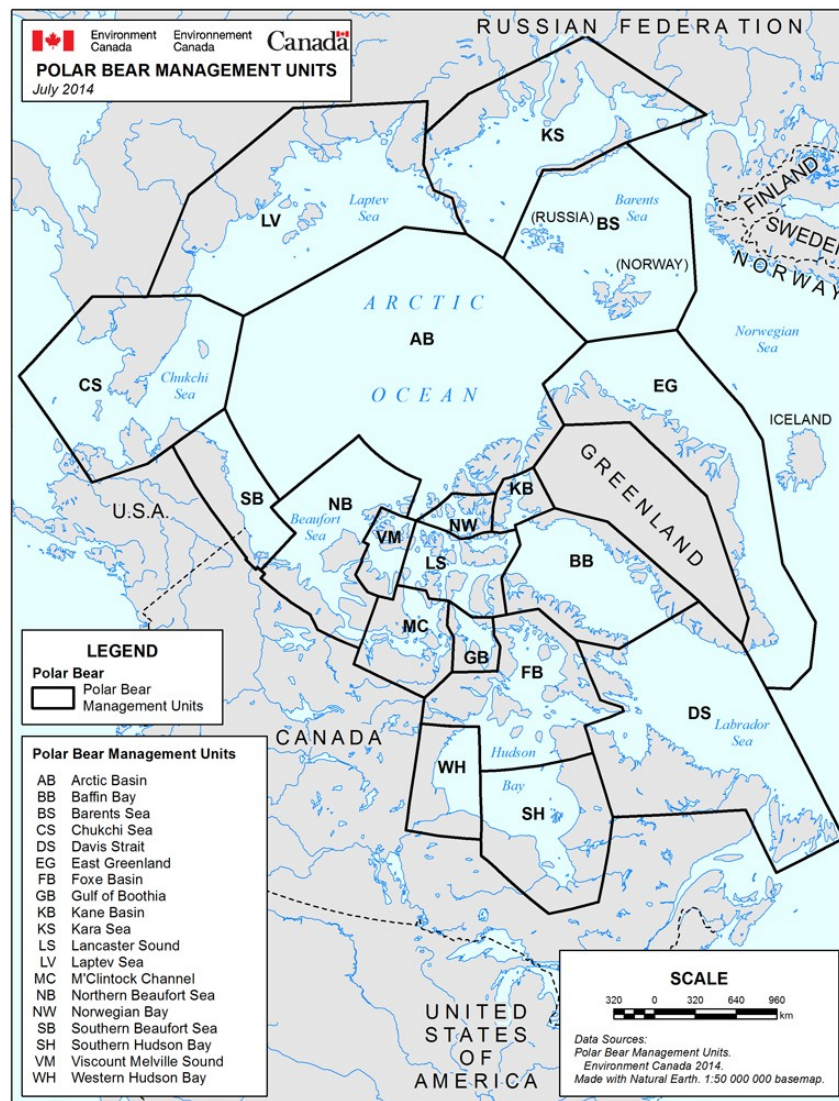 Environment Canada
Environnement Canada
Canada
POLAR BEAR MANAGEMENT UNITS
July 2014
RUSSIAN FEDERATION
KS
FINLAND
SWEDEN
NORWAY
LV
Laptev Sea
(RUSSIA)
BS
Barents Sea
(NORWAY)
ARCTIC OCEAN
AB
Norwegian Sea
CS
Chukchi Sea
EG
ICELAND
GREENLAND
U.S.A.
SB
NB
Beaufort Sea
VM
NW
KB
LS
BB
MC
GB
FB
DS
Labrador Sea
CANADA
WH
Hudson Bay
SH
LEGEND
Polar Bear
Polar Bear Management Units
Polar Bear Management Units
AB Arctic Basin
BB Baffin Bay
BS Barents Sea
CS Chukchi Sea
DS Davis Strait
EG East Greenland
FB Foxe Basin
GB Gulf of Boothia
KB Kane Basin
KS Kara Sea
LS Lancaster Sound
LV Laptev Sea
MC M'Clintock Channel
NB Northern Beaufort Sea
NW Norwegian Bay
SB Southern Beaufort Sea
SH Southern Hudson Bay
VM Viscount Melville Sound
WH Western Hudson Bay
UNITED STATES OF AMERICA
SCALE
320 0 320 640 960
km
Data Sources:
Polar Bear Management Units.
Environment Canada 2014.
Made with Natural Earth. 1:50 000 000 basemap.